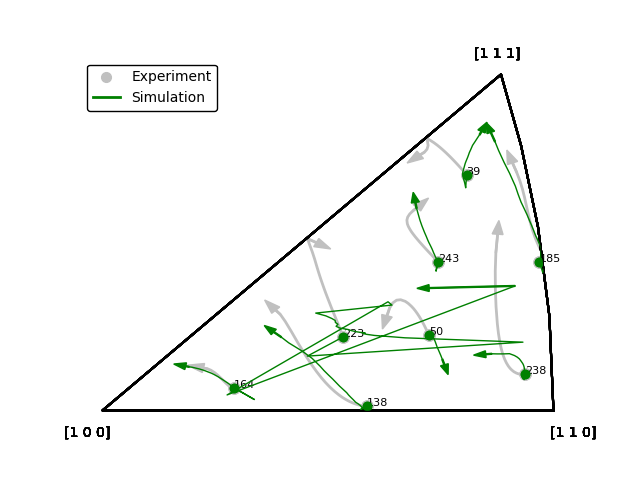 [1 1 1]
Experiment
Simulation
39
243
185
223
50
238
164
138
[1 0 0]
[1 1 0]